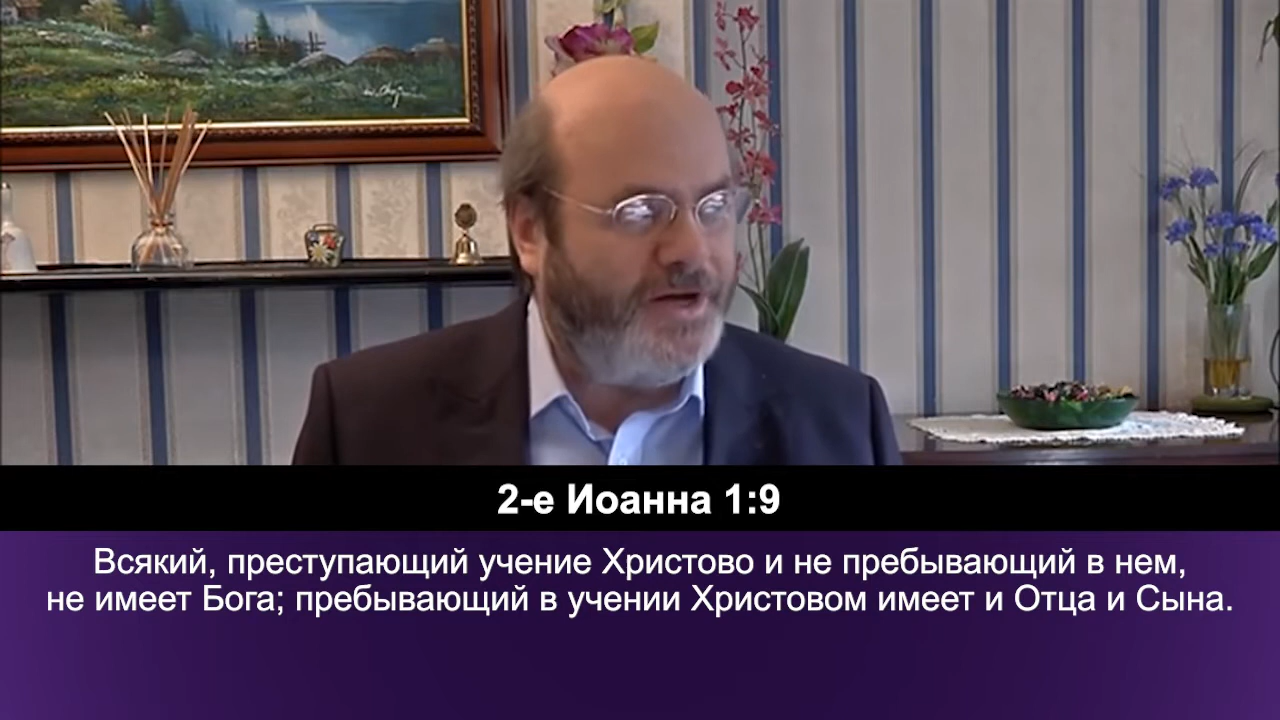 2-е Иоанна 1:9
Всякий, преступающий учение Христово и не пребывающий в нем,
не имеет Бога; пребывающий в учении Христовом имеет и Отца и Сына.